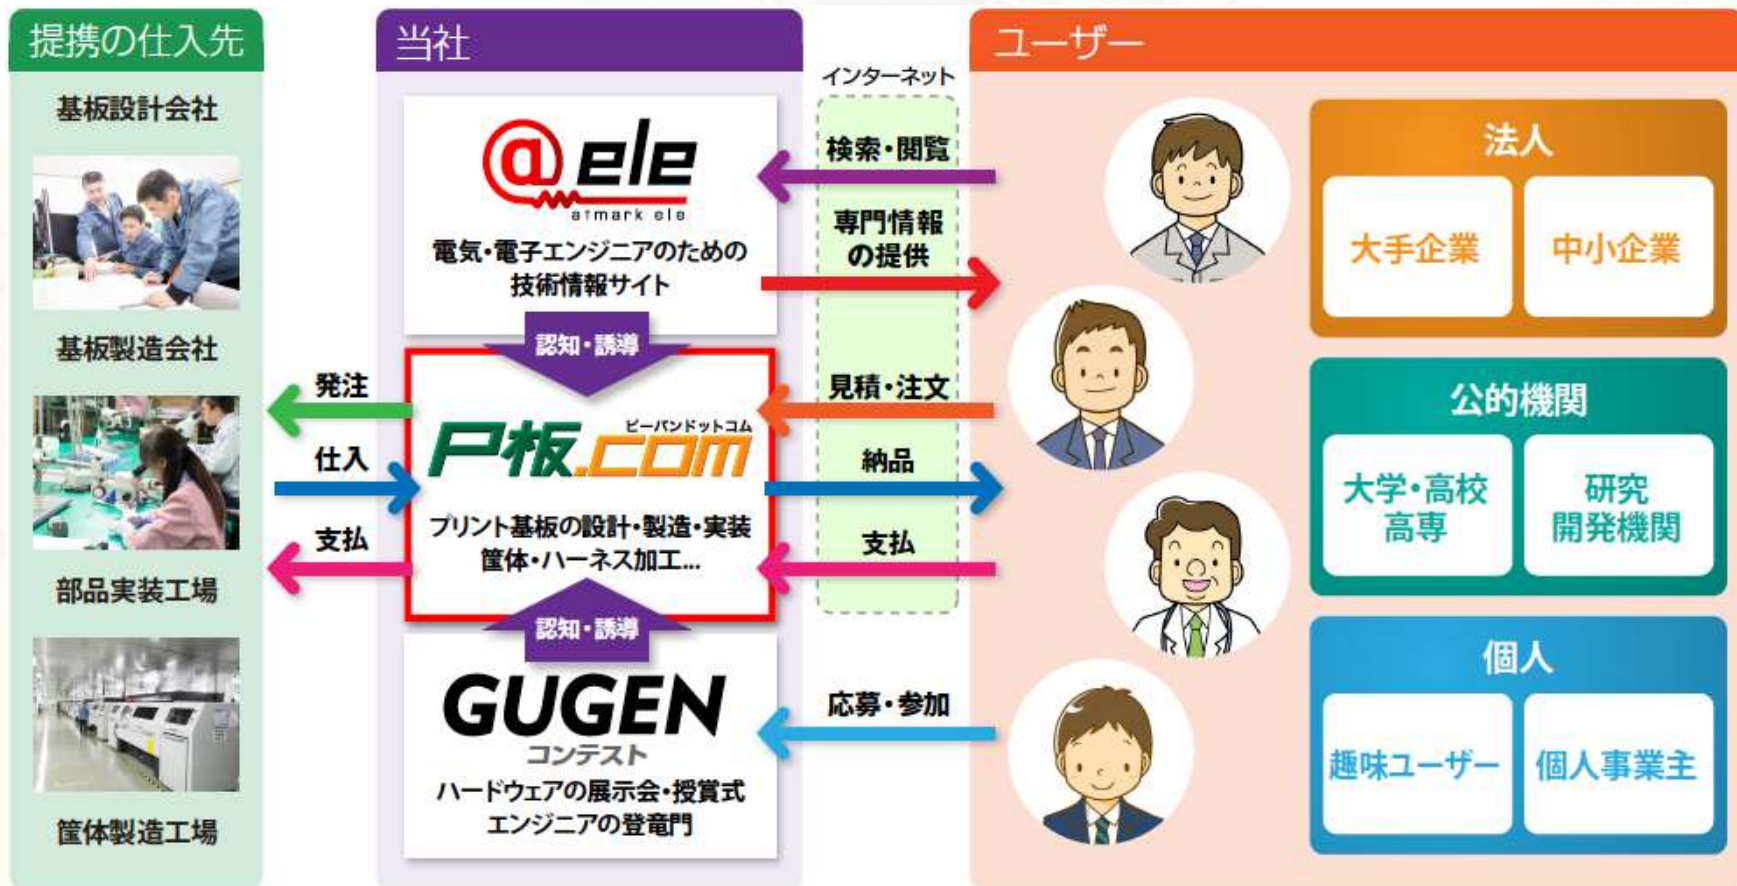 提携の仕入先
基板設計会社
基板製造会社
部品実装工場
筐体製造工場
発注
仕入
支払
当社
@ele
atmark ele
電気・電子エンジニアのための
技術情報サイト
認知・誘導
ピーバンドットコム
P板.com
プリント基板の設計・製造・実装
筐体・ハーネス加工...
認知・誘導
GUGEN
コンテスト
ハードウェアの展示会・授賞式
エンジニアの登竜門
インターネット
検索・閲覧
専門情報
の提供
見積・注文
納品
支払
応募・参加
ユーザー
法人
大手企業
中小企業
公的機関
大学・高校
高専
研究
開発機関
個人
趣味ユーザー
個人事業主